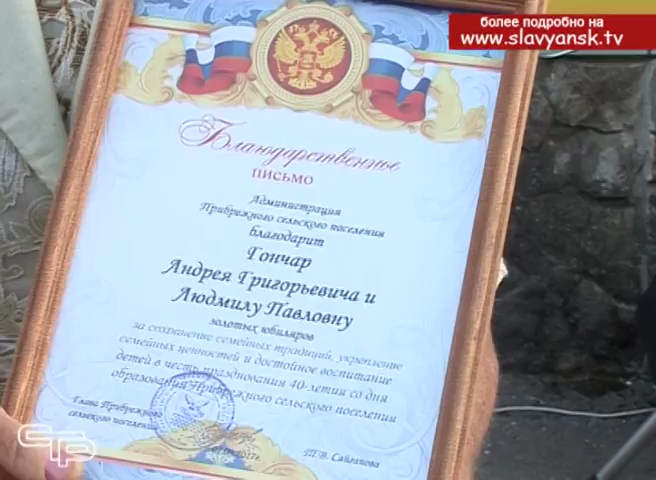 более подробно на
www.slavyansk.tv
Благодарственное
письмо
Администрация
Прибрежного сельского поселения
благодарит
Гончар
Андрея Григорьевича и
Людмилу Павловну
золотых юбиляров
за сохранение семейных традиций, укрепление
семейных ценностей и достойное воспитание
детей в честь празднования 40-летия со дня
образования Прибрежного сельского поселения
Глава Прибрежного
сельского поселения
2017г.
СТВ